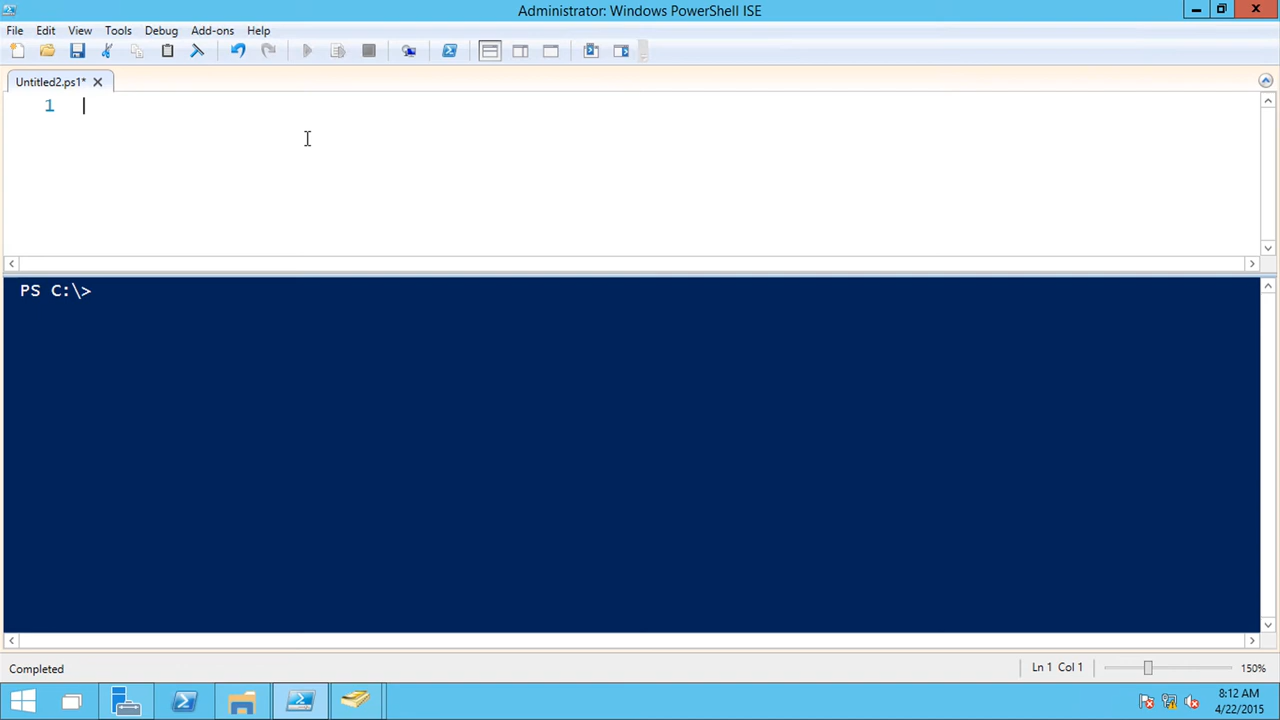 Administrator: Windows PowerShell ISE
File Edit View Tools Debug Add-ons Help
Untitled2.ps1*
1
PS C:\>
Completed
Ln 1 Col 1
150%
8:12 AM
4/22/2015